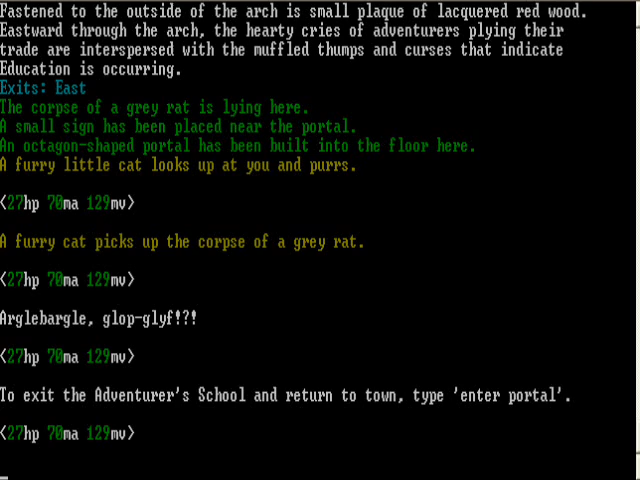 Fastened to the outside of the arch is small plaque of lacquered red wood.
Eastward through the arch, the hearty cries of adventurers plying their
trade are interspersed with the muffled thumps and curses that indicate
Education is occurring.
Exits: East
The corpse of a grey rat is lying here.
A small sign has been placed near the portal.
An octagon-shaped portal has been built into the floor here.
A furry little cat looks up at you and purrs.
<27hp 70ma 129mv>
A furry cat picks up the corpse of a grey rat.
<27hp 70ma 129mv>
Arglebargle, glop-glyf!?!
<27hp 70ma 129mv>
To exit the Adventurer's School and return to town, type 'enter portal'.
<27hp 70ma 129mv>